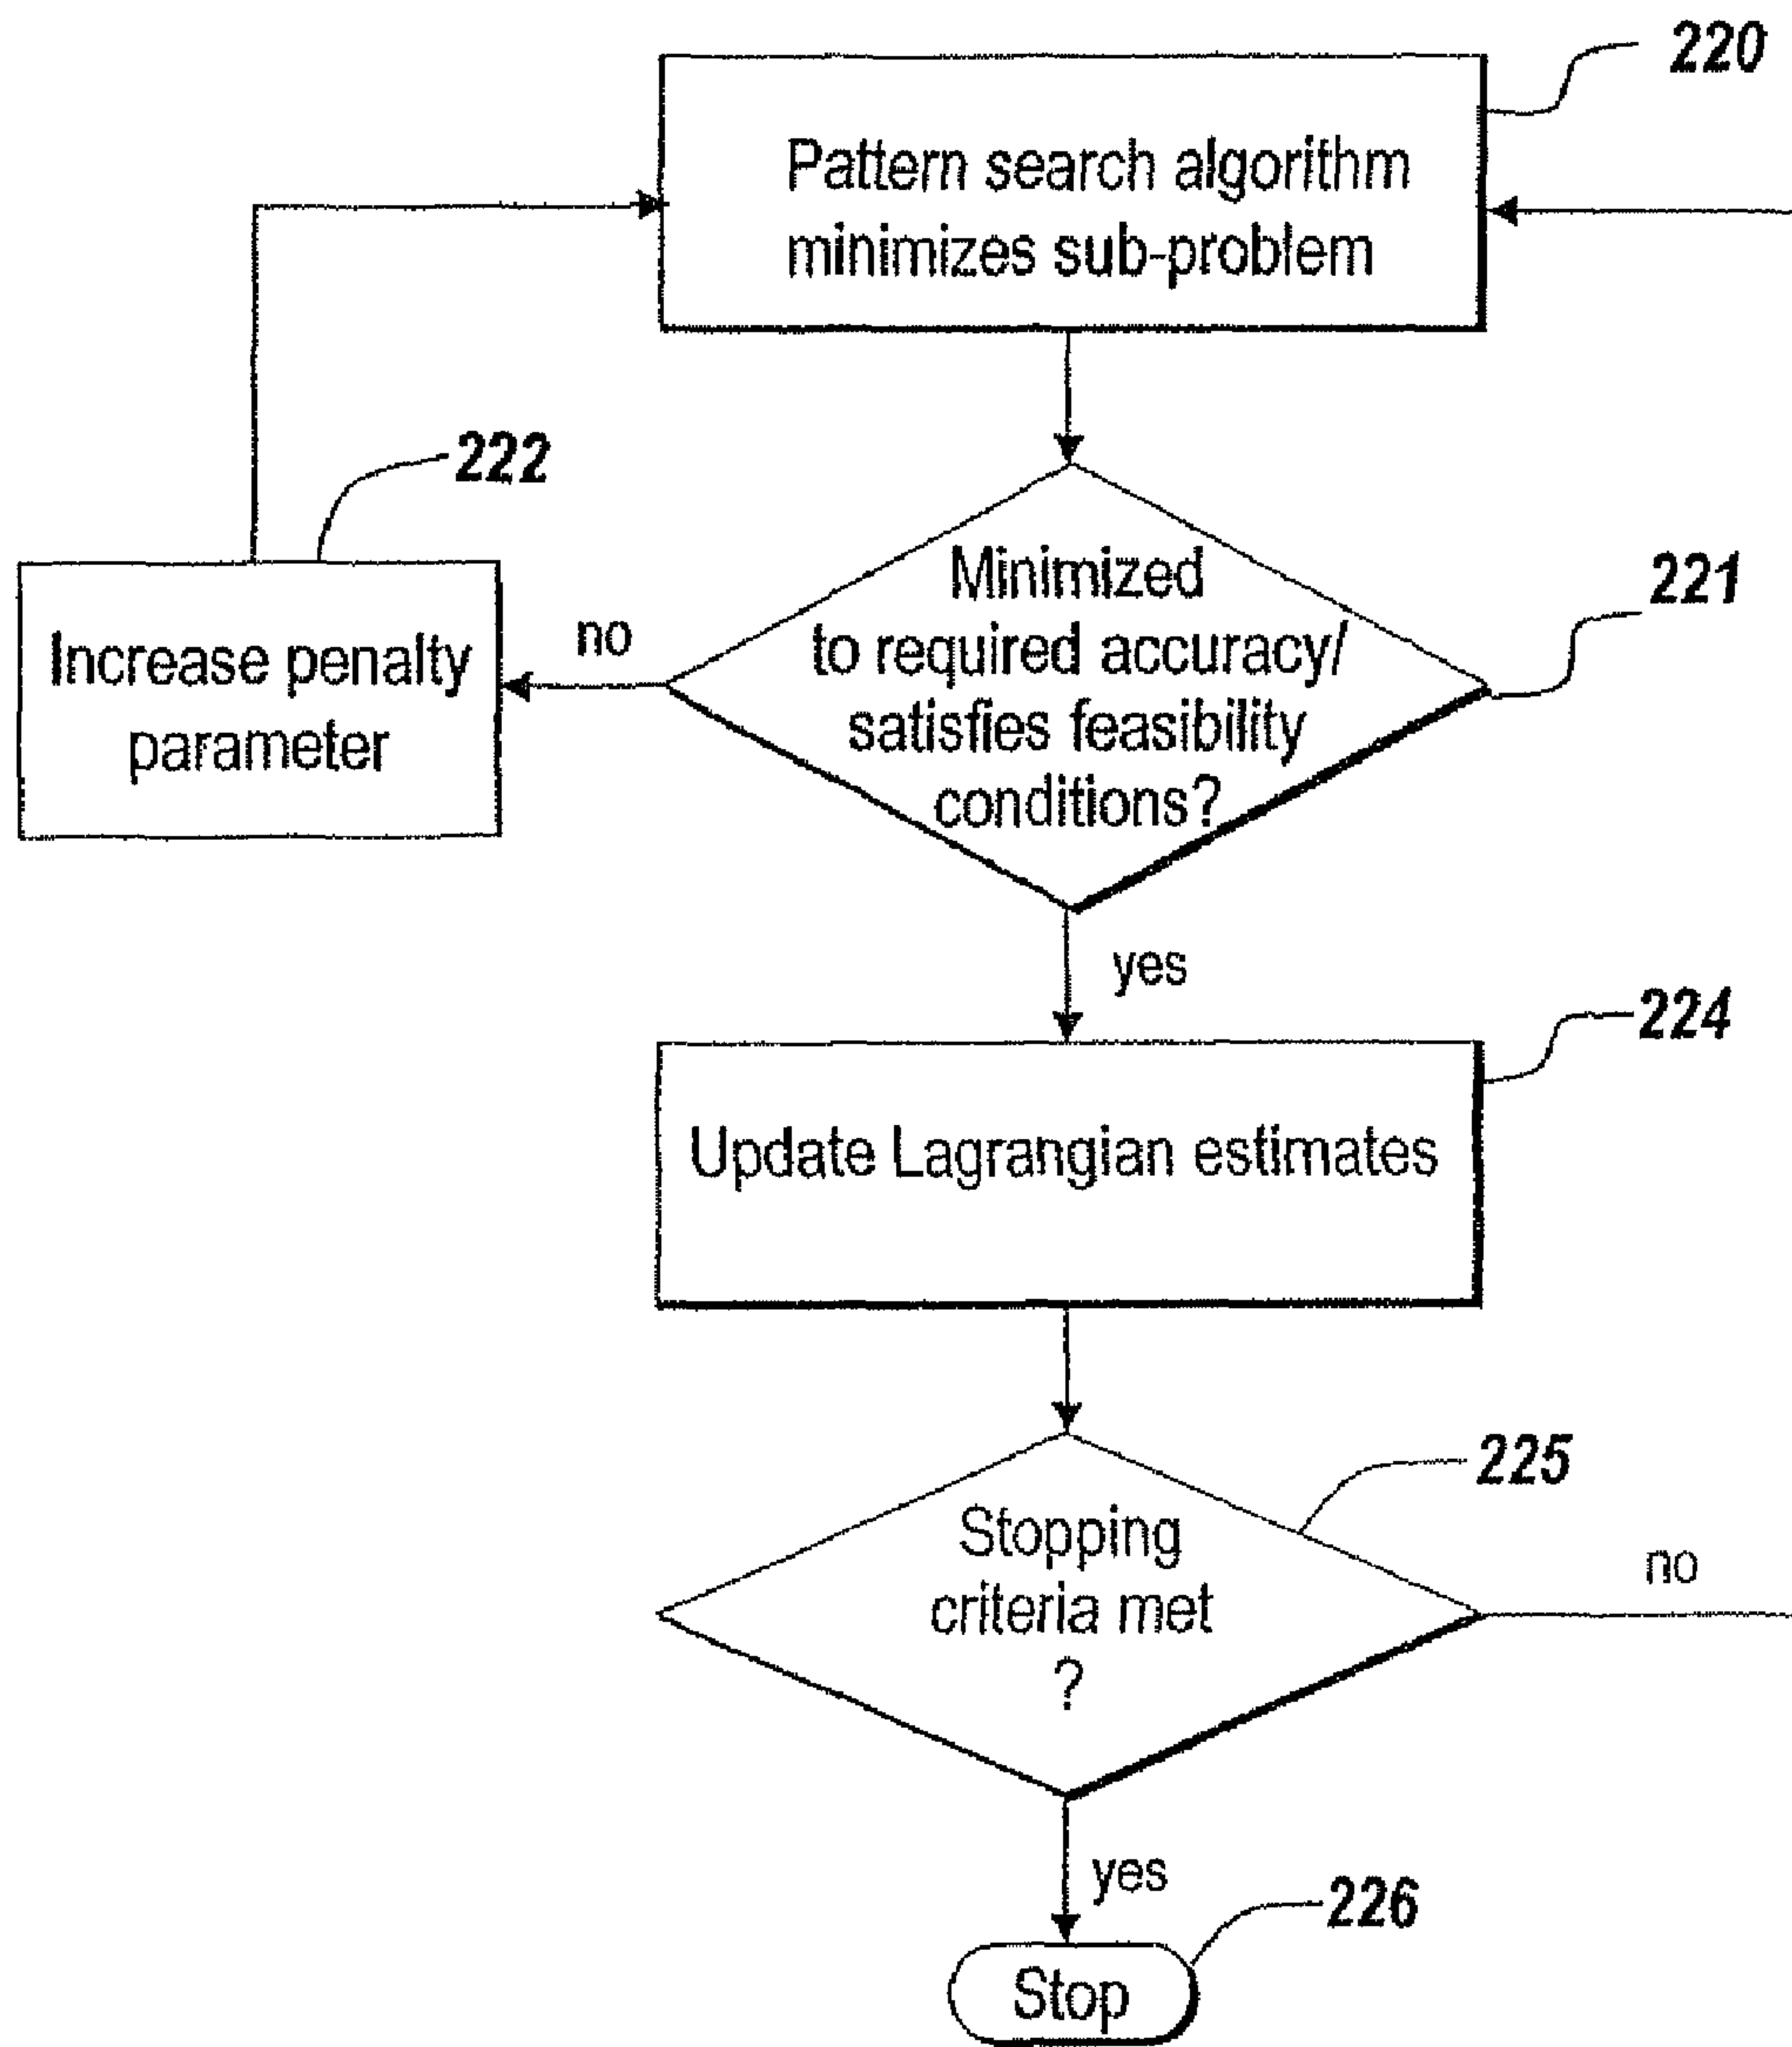 220
Pattern search algorithm
minimizes sub-problem
222
Increase penalty
parameter
no
Minimized
to required accuracy/
satisfies feasibility
conditions?
221
yes
224
Update Lagrangian estimates
225
Stopping
criteria met
?
no
yes
226
Stop